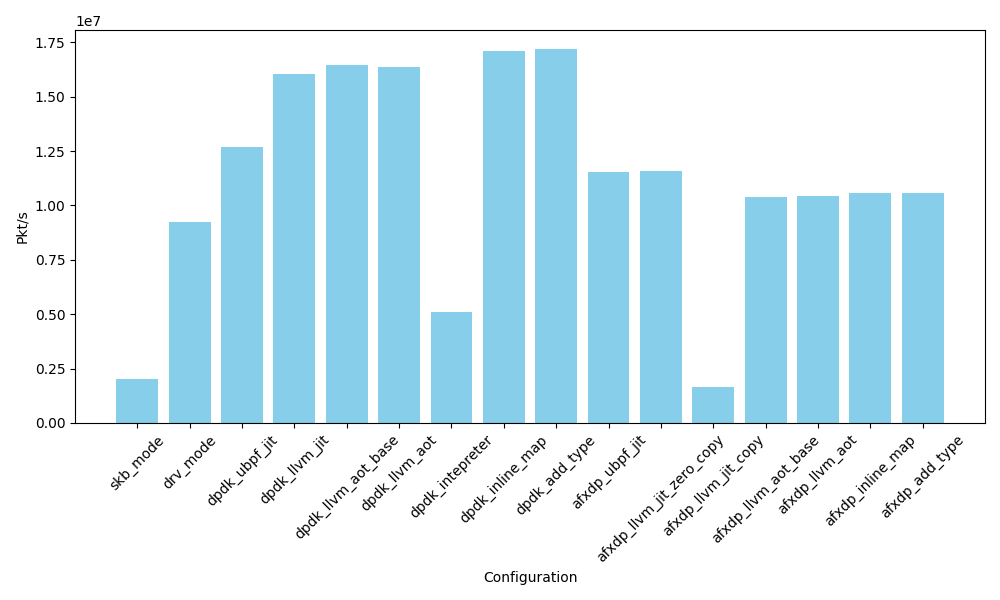 1e7
1.75
1.50
1.25
1.00
0.75
0.50
0.25
0.00
Pkt/s
skb_mode
drv_mode
dpdk_ubpf_jit
dpdk_llvm_jit
dpdk_llvm_aot_base
dpdk_llvm_aot
dpdk_intepreter
dpdk_inline_map
dpdk_add_type
afxdp_ubpf_jit
afxdp_llvm_jit_zero_copy
afxdp_llvm_jit_copy
afxdp_llvm_aot_base
afxdp_llvm_aot
afxdp_inline_map
afxdp_add_type
Configuration